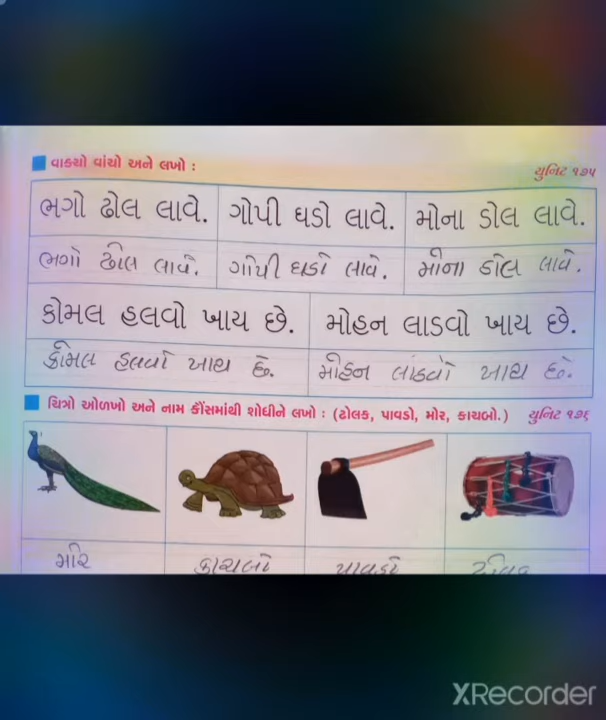 વાક્યો વાંચો અને લખો :
યુનિટ ૧૭૫
ભગો ઢોલ લાવે. ગોપી ઘડો લાવે. મોના ડોલ લાવે.
ભગો ઢોલ લાવે. ગોપી ઘડો લાવે. મોના ડોલ લાવે.
કોમલ હલવો ખાય છે. મોહન લાડવો ખાય છે.
કોમલ હલવો ખાય છે. મોહન લાડવો ખાય છે.
ચિત્રો ઓળખો અને નામ કૌંસમાંથી શોધીને લખો : (ઢોલક, પાવડો, મોર, કાચબો.) યુનિટ ૧૭૬
મોર કાચબો પાવડો ઢોલક
XRecorder